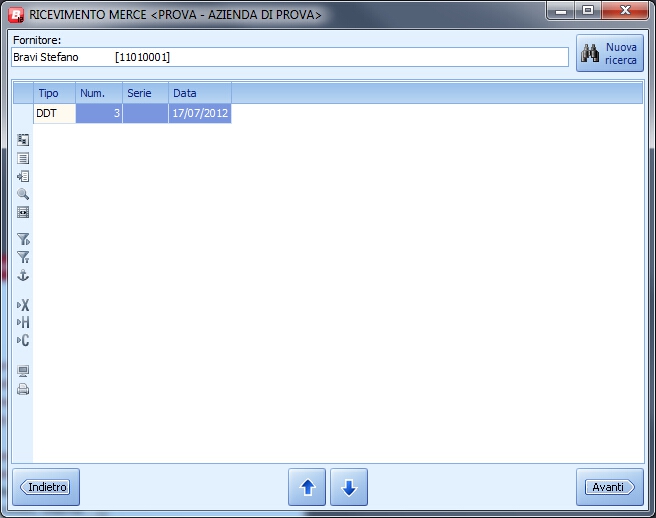 RICEVIMENTO MERCE <PROVA - AZIENDA DI PROVA>
Fornitore:
Bravi Stefano [11010001]
Nuova
ricerca
Tipo Num. Serie Data
DDT 3 17/07/2012
X
H
C
Indietro
Avanti